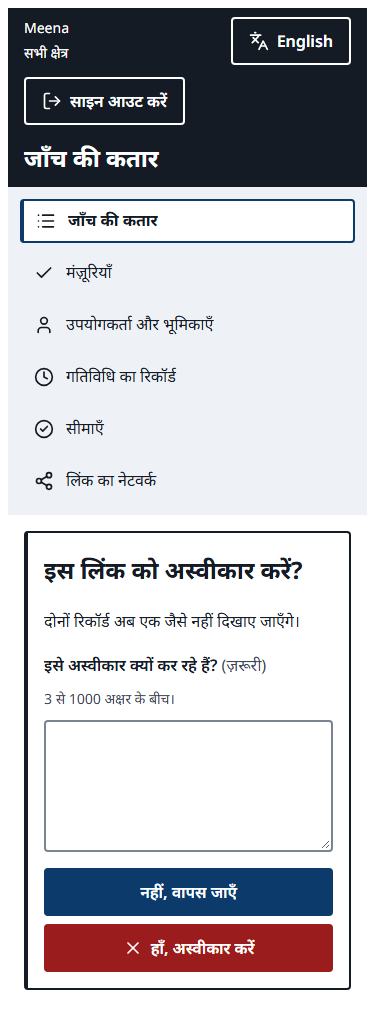 Meena
सभी क्षेत्र
English
साइन आउट करें
जाँच की कतार
जाँच की कतार
मंज़ूरियाँ
उपयोगकर्ता और भूमिकाएँ
गतिविधि का रिकॉर्ड
सीमाएँ
लिंक का नेटवर्क
इस लिंक को अस्वीकार करें?
दोनों रिकॉर्ड अब एक जैसे नहीं दिखाए जाएँगे।
इसे अस्वीकार क्यों कर रहे हैं? (ज़रूरी)
3 से 1000 अक्षर के बीच।
नहीं, वापस जाएँ
हाँ, अस्वीकार करें